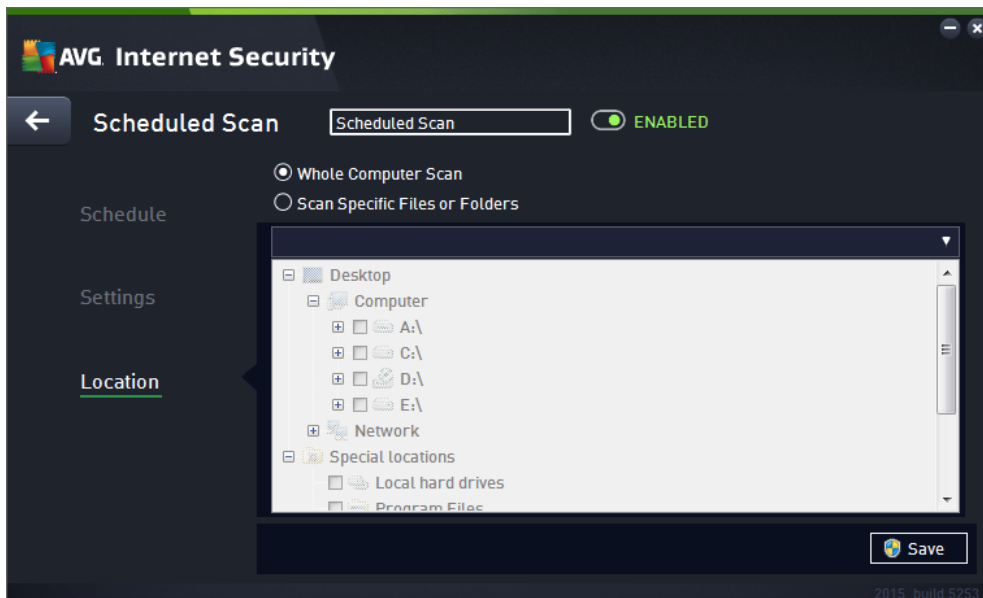 AVG. Internet Security
Scheduled Scan
Scheduled Scan
ENABLED
Whole Computer Scan
Scan Specific Files or Folders
Schedule
Settings
Location
Desktop
Computer
A:\
C:\
D:\
E:\
Network
Special locations
Local hard drives
Program Files
Save
2015, build 5253